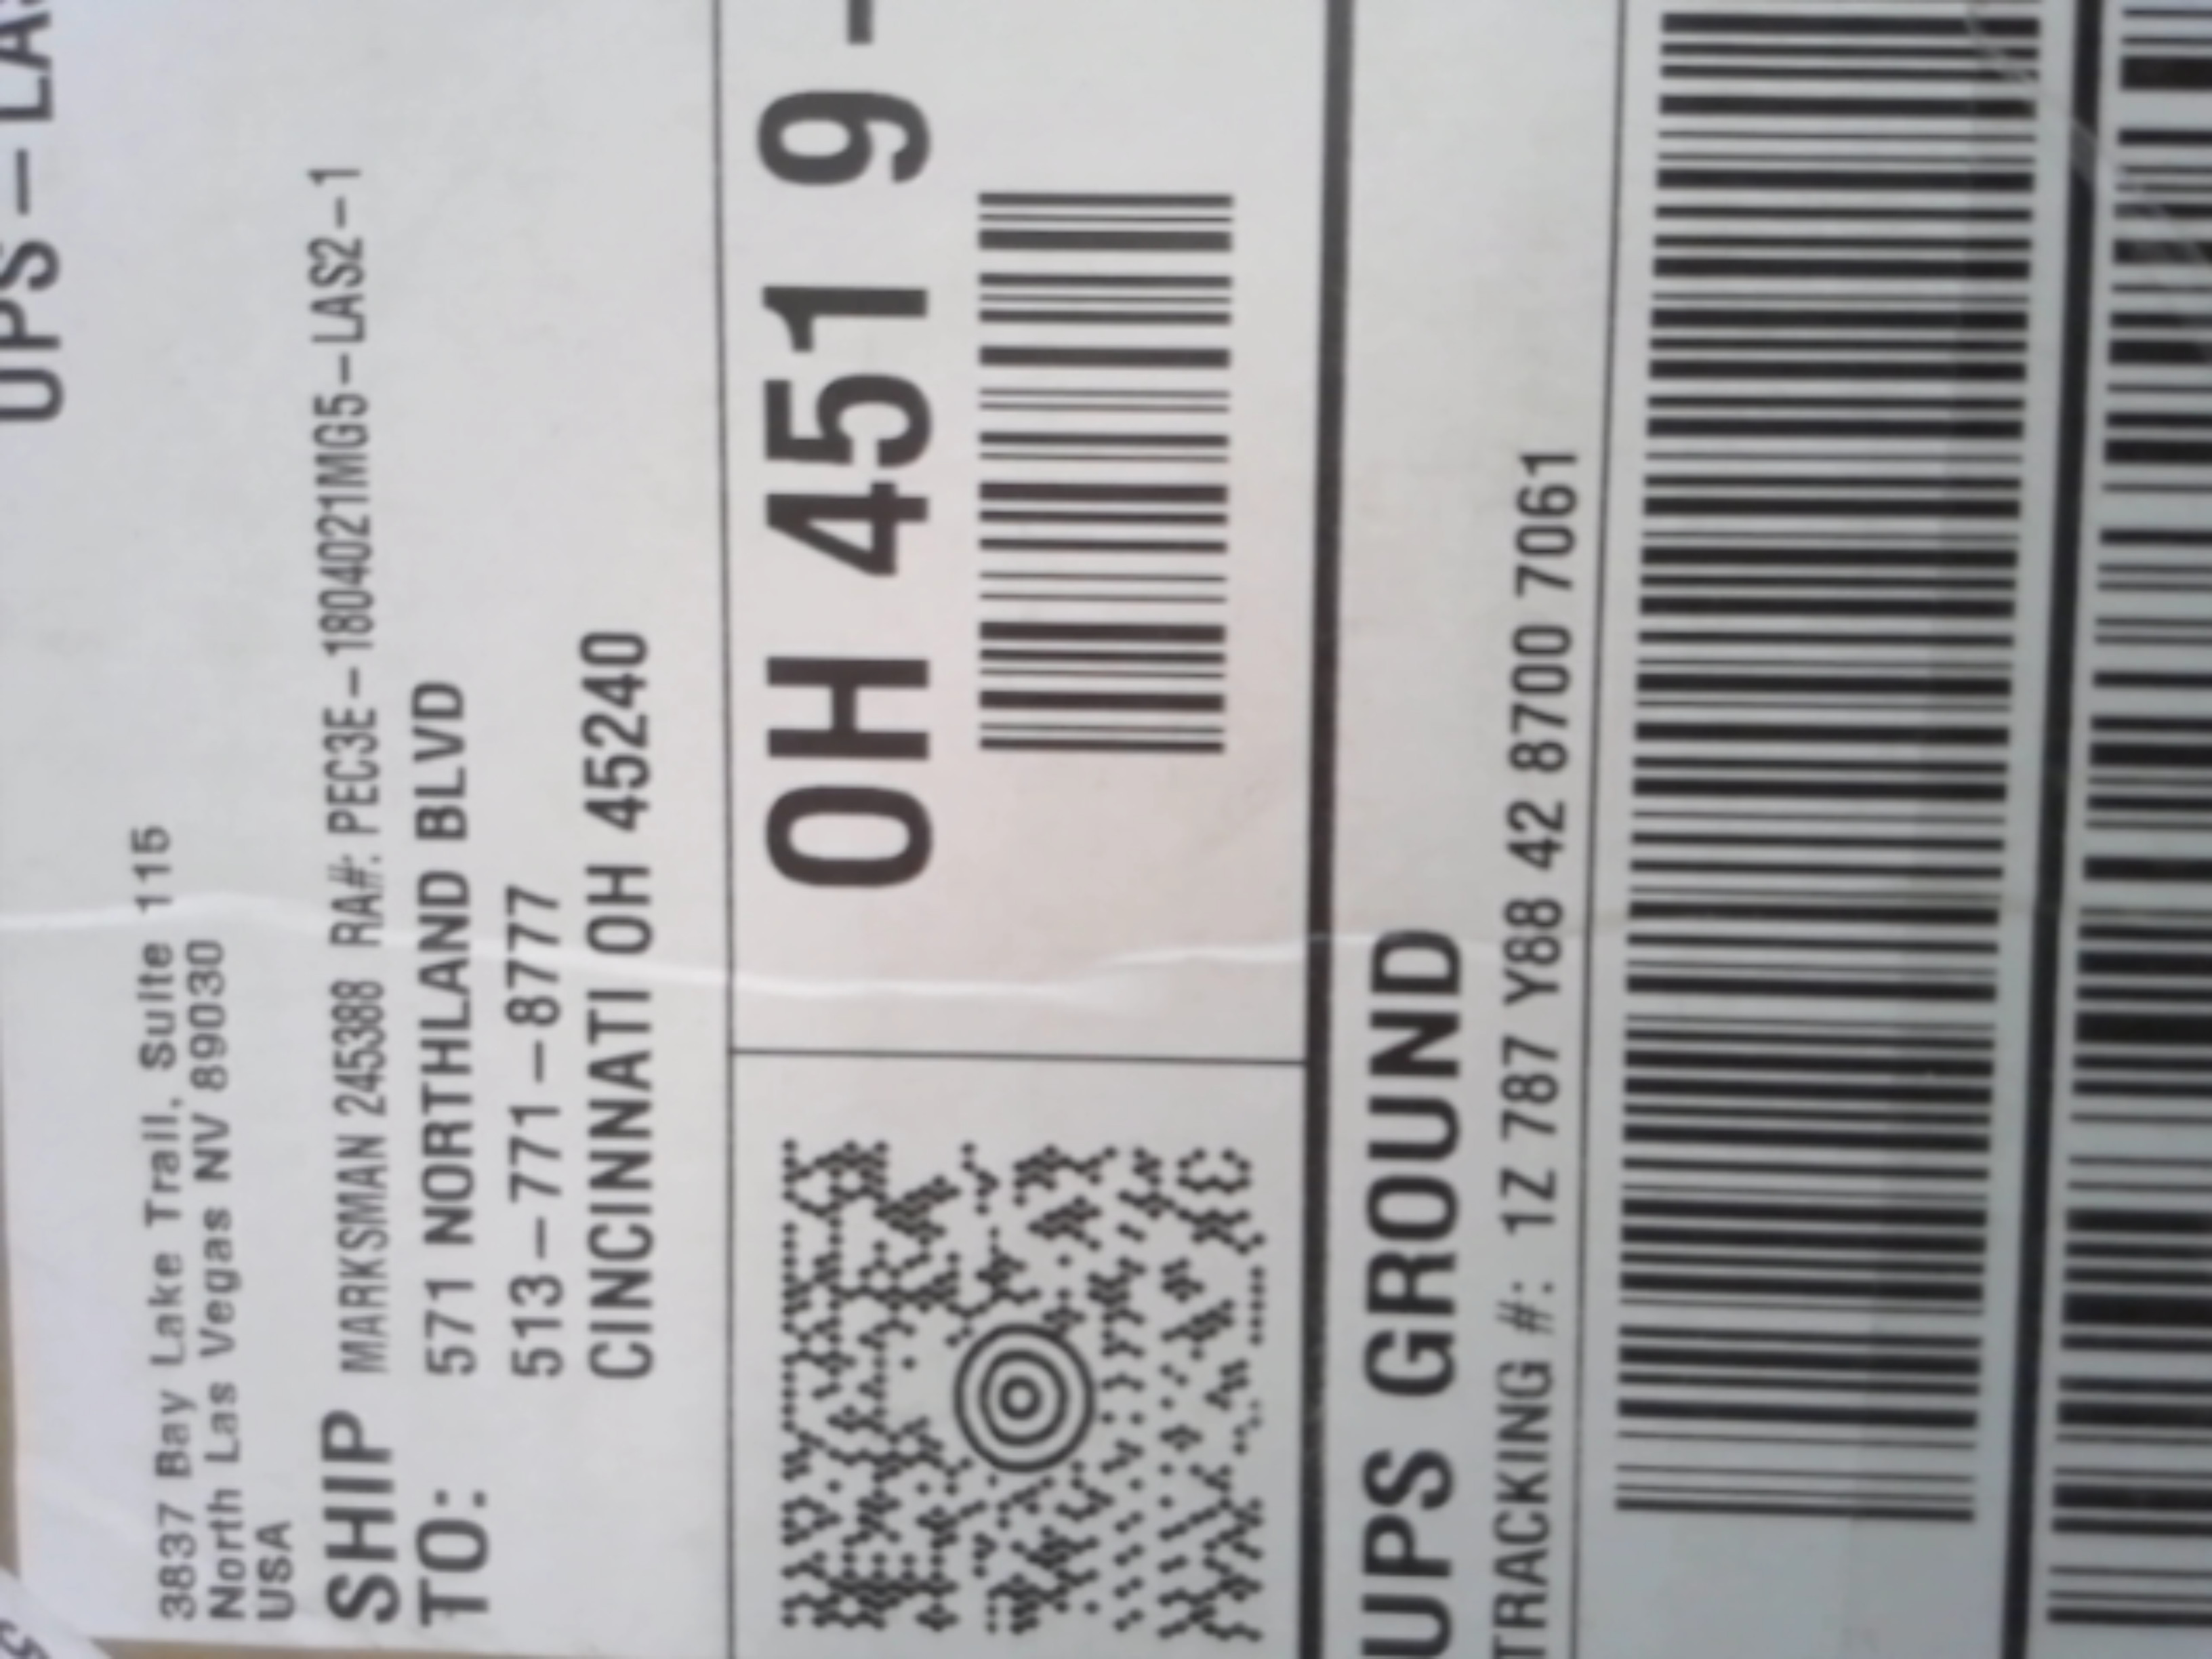 UPS-LAS
3837 Bay Lake Trail, Suite 115
North Las Vegas NV 89030
USA
SHIP TO:
MARKSMAN 245388 RA#: PEC3E-1804021MG5-LAS2-1
571 NORTHLAND BLVD
513-771-8777
CINCINNATI OH 45240
OH 451 9-
UPS GROUND
TRACKING #: 1Z 787 Y88 42 8700 7061